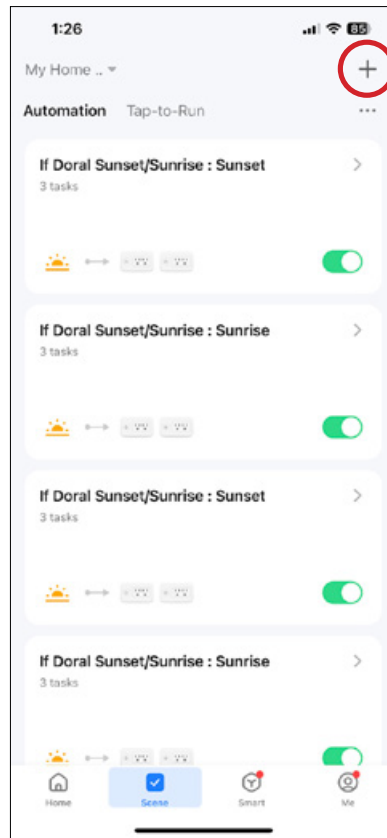 1:26
85
My Home ..
Automation Tap-to-Run
If Doral Sunset/Sunrise : Sunset
3 tasks
If Doral Sunset/Sunrise : Sunrise
3 tasks
If Doral Sunset/Sunrise : Sunset
3 tasks
If Doral Sunset/Sunrise : Sunrise
3 tasks
Home Scene Smart Me